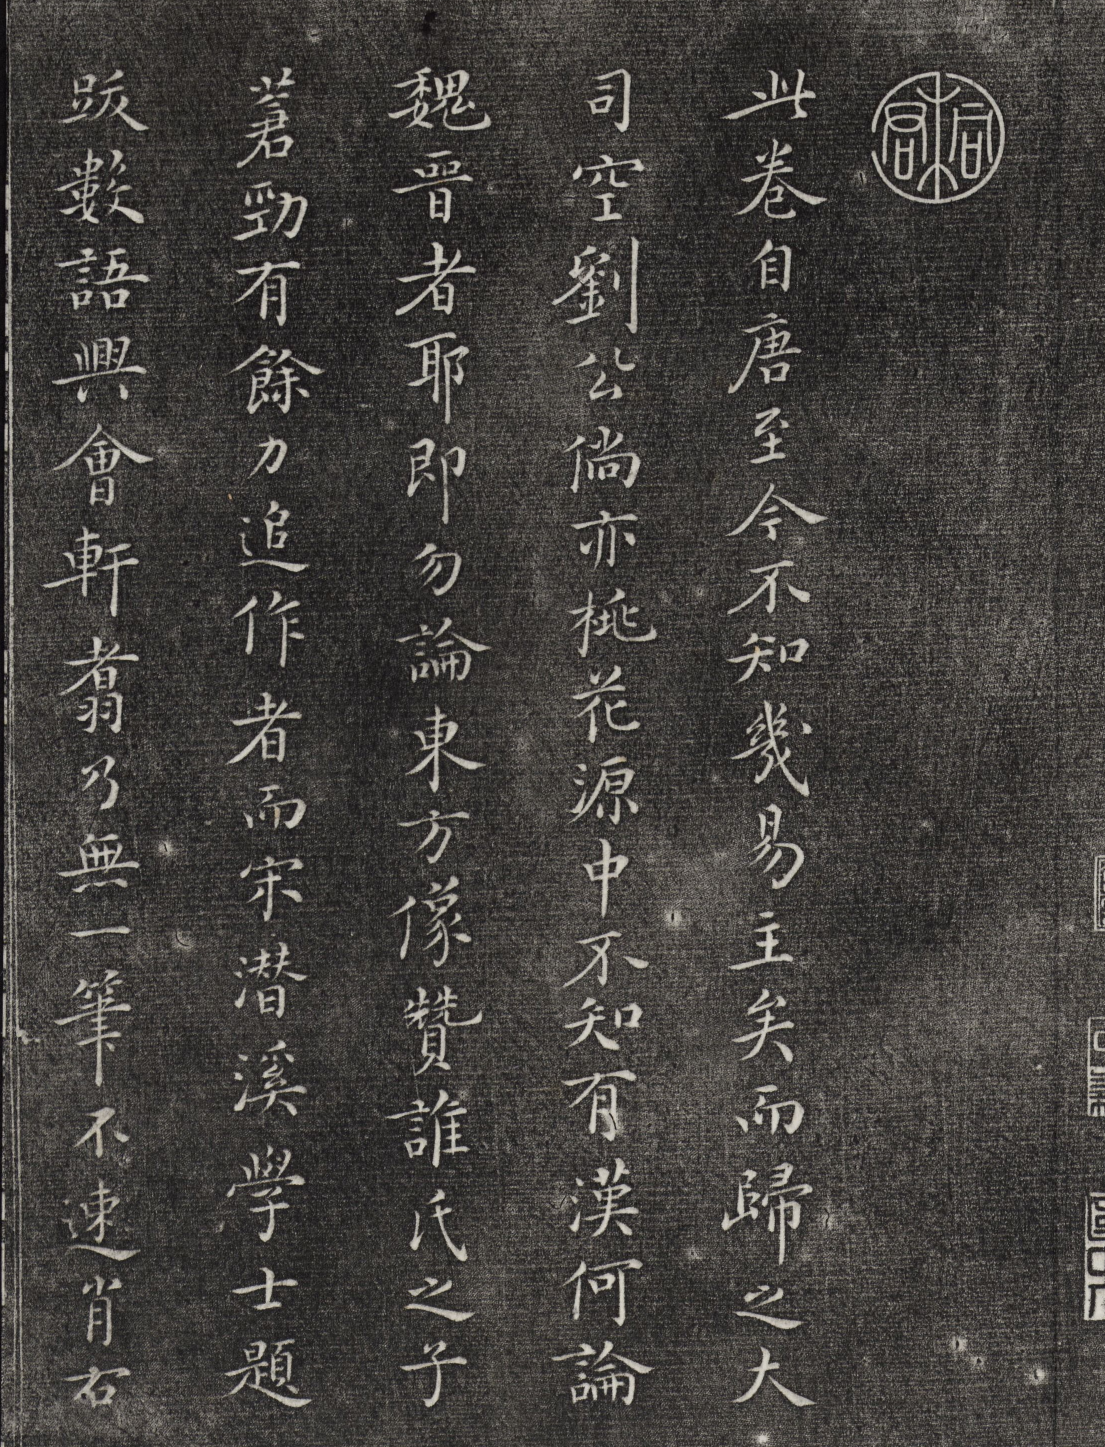 此卷自唐至今不知幾易主矣而歸之大
司空劉公倘亦桃花源中不知有漢何論
魏晋者耶即勿論東方像贊誰氏之子
着勁有餘力追作者而宋潛溪學士題
跋數語興會軒翥乃無一筆不速肖右